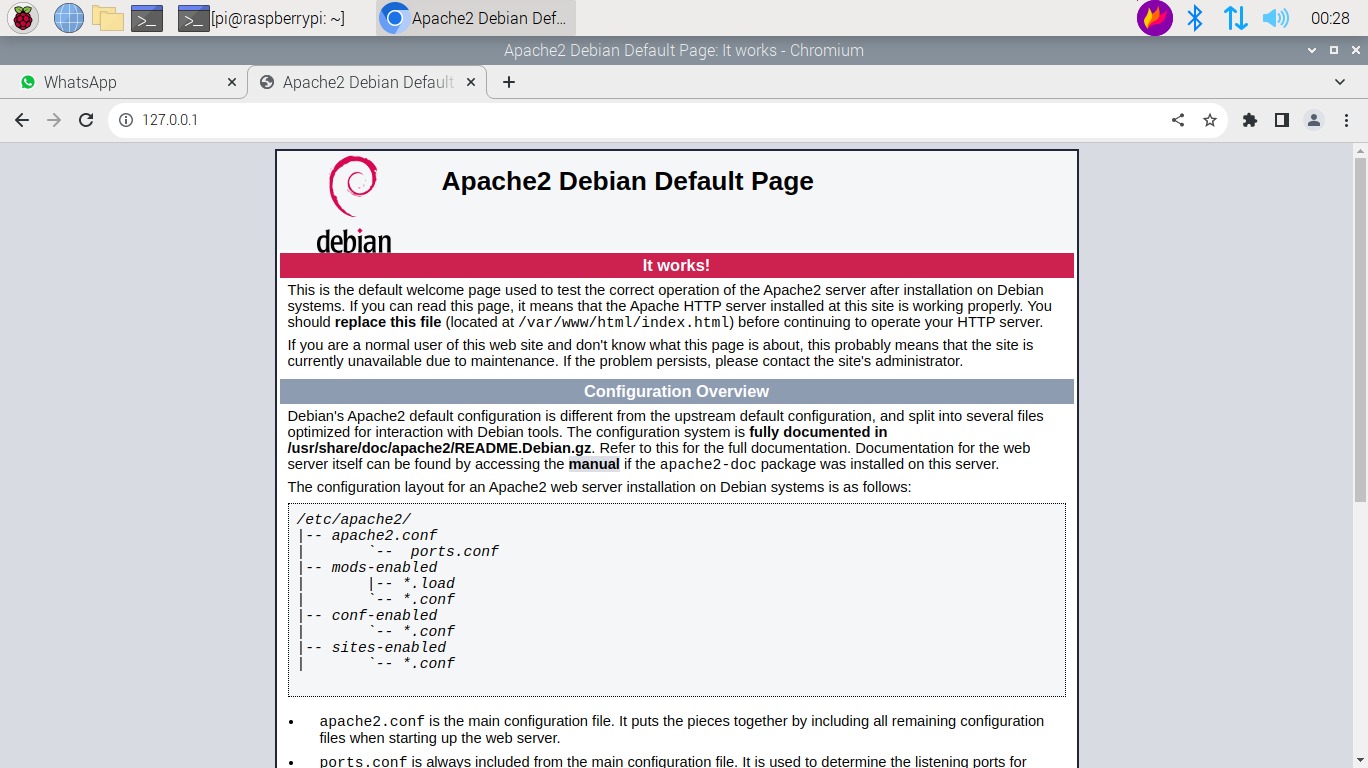 [pi@raspberrypi: ~]
Apache2 Debian Def...
00:28
Apache2 Debian Default Page: It works - Chromium
WhatsApp
Apache2 Debian Default
127.0.0.1
debian
Apache2 Debian Default Page
It works!
This is the default welcome page used to test the correct operation of the Apache2 server after installation on Debian
systems. If you can read this page, it means that the Apache HTTP server installed at this site is working properly. You
should replace this file (located at /var/www/html/index.html) before continuing to operate your HTTP server.
If you are a normal user of this web site and don't know what this page is about, this probably means that the site is
currently unavailable due to maintenance. If the problem persists, please contact the site's administrator.
Configuration Overview
Debian's Apache2 default configuration is different from the upstream default configuration, and split into several files
optimized for interaction with Debian tools. The configuration system is fully documented in
/usr/share/doc/apache2/README.Debian.gz. Refer to this for the full documentation. Documentation for the web
server itself can be found by accessing the manual if the apache2-doc package was installed on this server.
The configuration layout for an Apache2 web server installation on Debian systems is as follows:
/etc/apache2/
|-- apache2.conf
|       `--  ports.conf
|-- mods-enabled
|       |-- *.load
|       `-- *.conf
|-- conf-enabled
|       `-- *.conf
|-- sites-enabled
|       `-- *.conf
• apache2.conf is the main configuration file. It puts the pieces together by including all remaining configuration
files when starting up the web server.
• ports.conf is always included from the main configuration file. It is used to determine the listening ports for